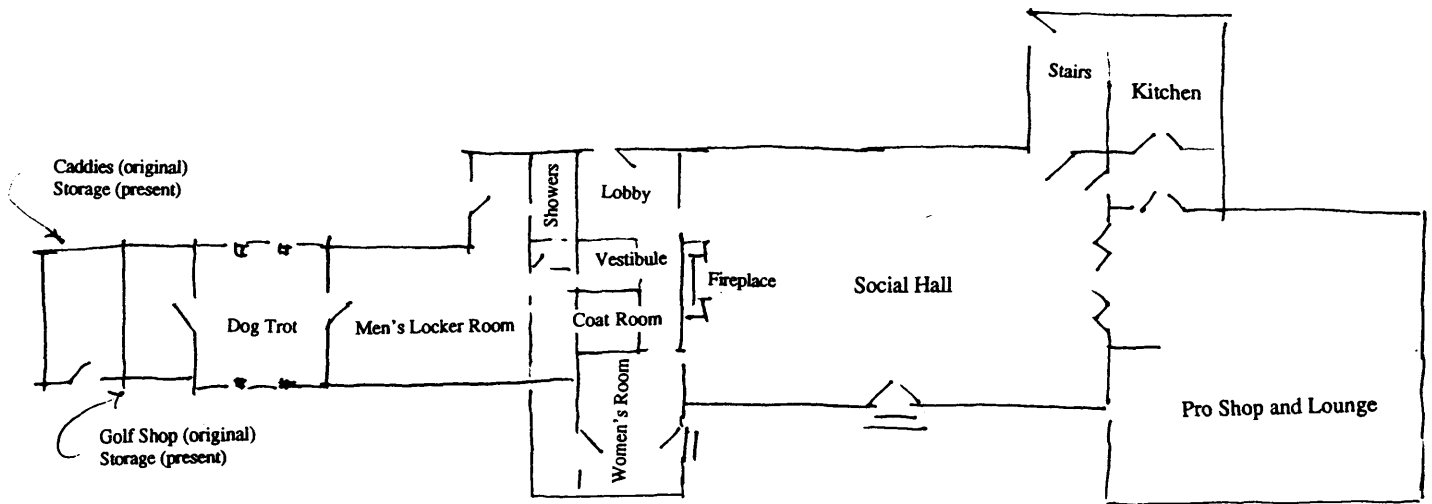 Stairs
Kitchen
Caddies (original)
Storage (present)
Showers
Lobby
Vestibule
Fireplace
Social Hall
Dog Trot
Men's Locker Room
Coat Room
Women's Room
Pro Shop and Lounge
Golf Shop (original)
Storage (present)